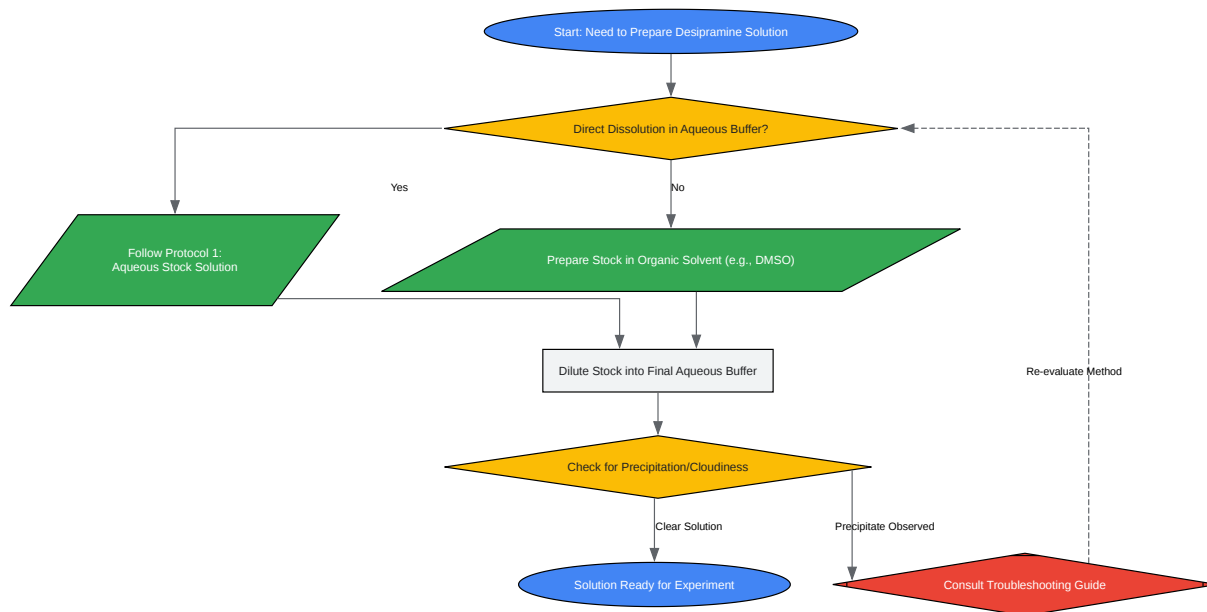 Start: Need to Prepare Desipramine Solution
Direct Dissolution in Aqueous Buffer?
Yes
No
Follow Protocol 1:
Aqueous Stock Solution
Prepare Stock in Organic Solvent (e.g., DMSO)
Dilute Stock into Final Aqueous Buffer
Re-evaluate Method
Check for Precipitation/Cloudiness
Clear Solution
Precipitate Observed
Solution Ready for Experiment
Consult Troubleshooting Guide